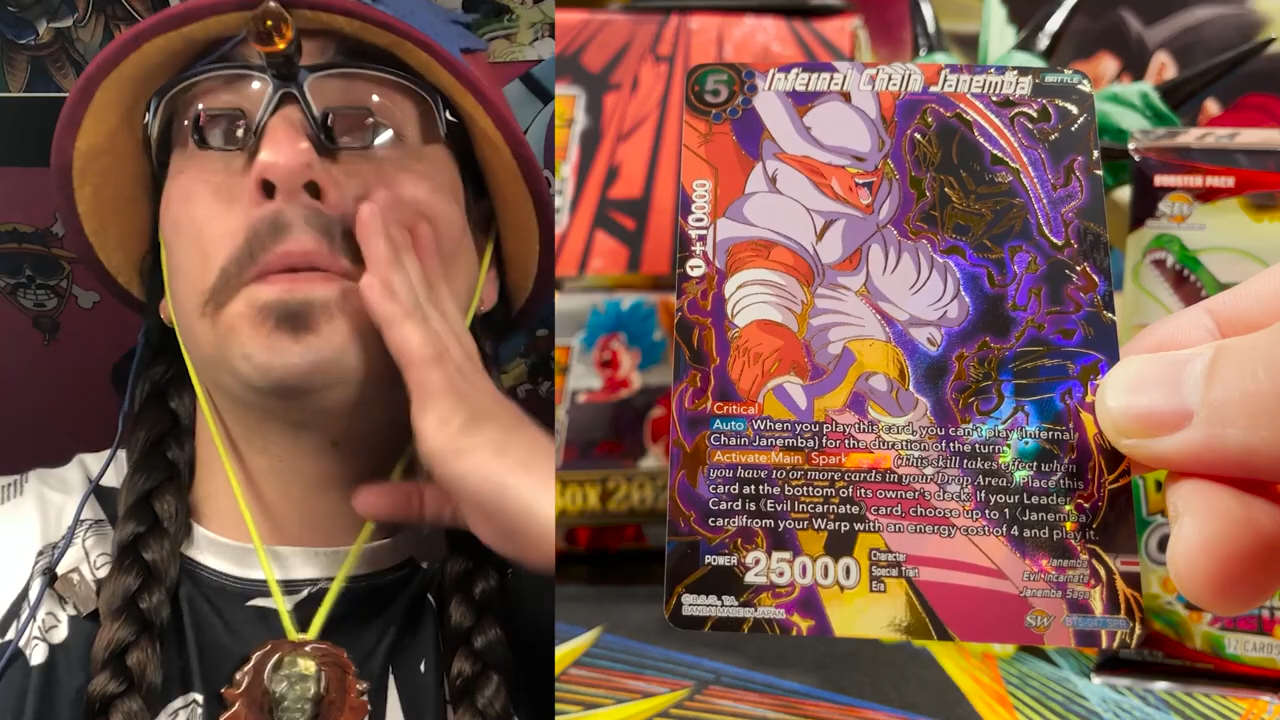 5
Infernal Chain Janemba
BATTLE
1 +10000
Critical
Auto When you play this card, you can't play {Infernal
Chain Janemba} for the duration of the turn.
Activate:Main Spark (This skill takes effect when
you have 10 or more cards in your Drop Area.) Place this
card at the bottom of its owner's deck: If your Leader
Card is 《Evil Incarnate》 card, choose up to 1 《Janemba》
card from your Warp with an energy cost of 4 and play it.
POWER 25000
Character Janemba
Special Trait Evil Incarnate
Era Janemba Saga
BANDAI MADE IN JAPAN
SW BT5-047 SPR
BOOSTER PACK
Box 20
12 CARDS